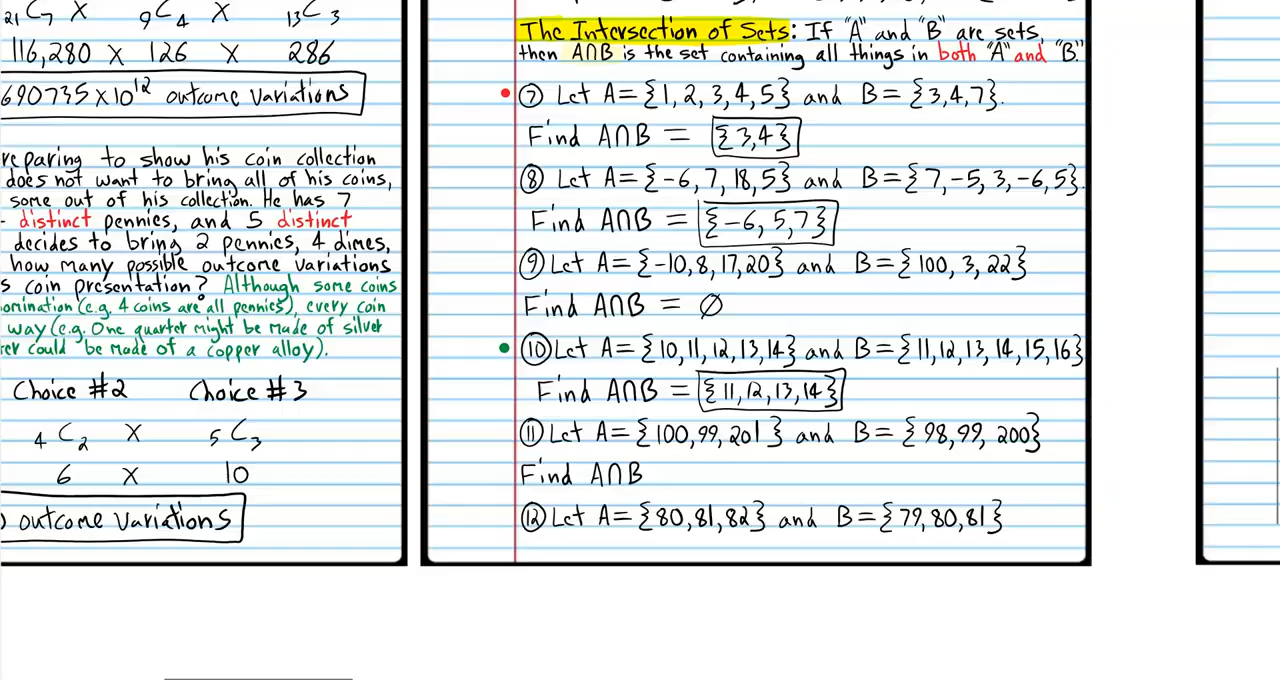 21C7 X 9C4 X 13C3
116,280 X 126 X 286
690735 X 10^12 outcome variations
reparing to show his coin collection
does not want to bring all of his coins,
some out of his collection. He has 7
distinct pennies, and 5 distinct
decides to bring 2 pennies, 4 dimes,
how many possible outcome variations
s coin presentation? Although some coins
omination (e.g. 4 coins are all pennies), every coin
way (e.g. One quarter might be made of silver
er could be made of a copper alloy).
Choice #2 Choice #3
4C2 X 5C3
6 X 10
) outcome variations
The Intersection of Sets: If "A" and "B" are sets,
then A∩B is the set containing all things in both "A" and "B".
⑦ Let A = {1, 2, 3, 4, 5} and B = {3,4,7}.
Find A∩B = {3,4}
⑧ Let A = {-6, 7, 18, 5} and B = {7, -5, 3, -6, 5}.
Find A∩B = {-6, 5, 7}
⑨ Let A = {-10, 8, 17, 20} and B = {100, 3, 22}
Find A∩B = ∅
⑩ Let A = {10, 11, 12, 13, 14} and B = {11, 12, 13, 14, 15, 16}
Find A∩B = {11, 12, 13, 14}
⑪ Let A = {100, 99, 201} and B = {98, 99, 200}
Find A∩B
⑫ Let A = {80, 81, 82} and B = {79, 80, 81}